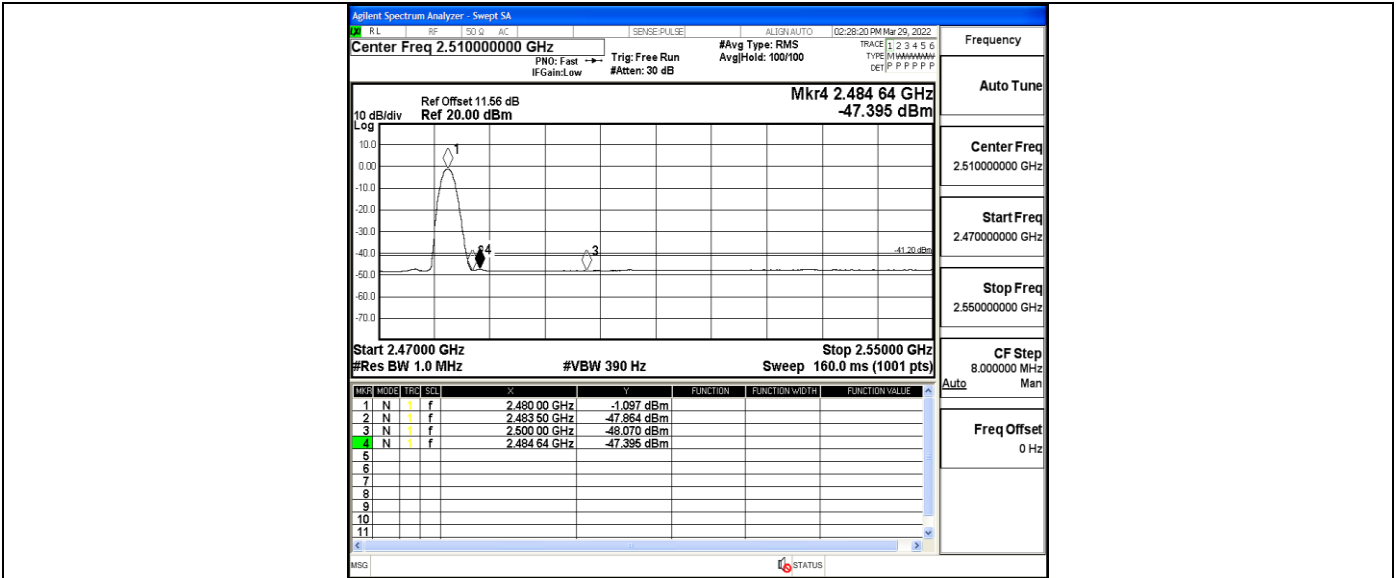 Agilent Spectrum Analyzer - Swept SA
RL RF 50 Ω AC SENSE:PULSE ALIGNAUTO 02:28:20 PM Mar 29, 2022
Center Freq 2.510000000 GHz
PNO: Fast
IFGain:Low
Trig: Free Run
#Atten: 30 dB
#Avg Type: RMS
Avg|Hold: 100/100
TRACE 1 2 3 4 5 6
TYPE MWWWWW
DET P P P P P P
Ref Offset 11.56 dB
10 dB/div Ref 20.00 dBm
Log
Mkr4 2.484 64 GHz
-47.395 dBm
10.0
0.00
-10.0
-20.0
-30.0
-40.0
-50.0
-60.0
-70.0
1
4
3
-41.20 dBm
Start 2.47000 GHz Stop 2.55000 GHz
#Res BW 1.0 MHz #VBW 390 Hz Sweep 160.0 ms (1001 pts)
MKR MODE TRC SCL X Y FUNCTION FUNCTION WIDTH FUNCTION VALUE
1 N 1 f 2.480 00 GHz -1.097 dBm
2 N 1 f 2.483 50 GHz -47.864 dBm
3 N 1 f 2.500 00 GHz -48.070 dBm
4 N 1 f 2.484 64 GHz -47.395 dBm
5
6
7
8
9
10
11
MSG STATUS
Frequency
Auto Tune
Center Freq
2.510000000 GHz
Start Freq
2.470000000 GHz
Stop Freq
2.550000000 GHz
CF Step
8.000000 MHz
Auto Man
Freq Offset
0 Hz